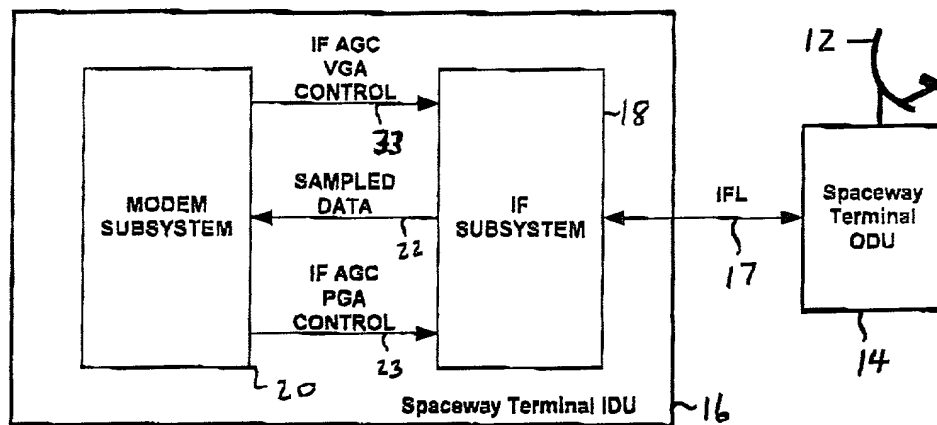 IF AGC
VGA
CONTROL
33
18
12
MODEM
SUBSYSTEM
SAMPLED
DATA
22
IF
SUBSYSTEM
IFL
17
Spaceway
Terminal
ODU
14
IF AGC
PGA
CONTROL
23
20
Spaceway Terminal IDU
16